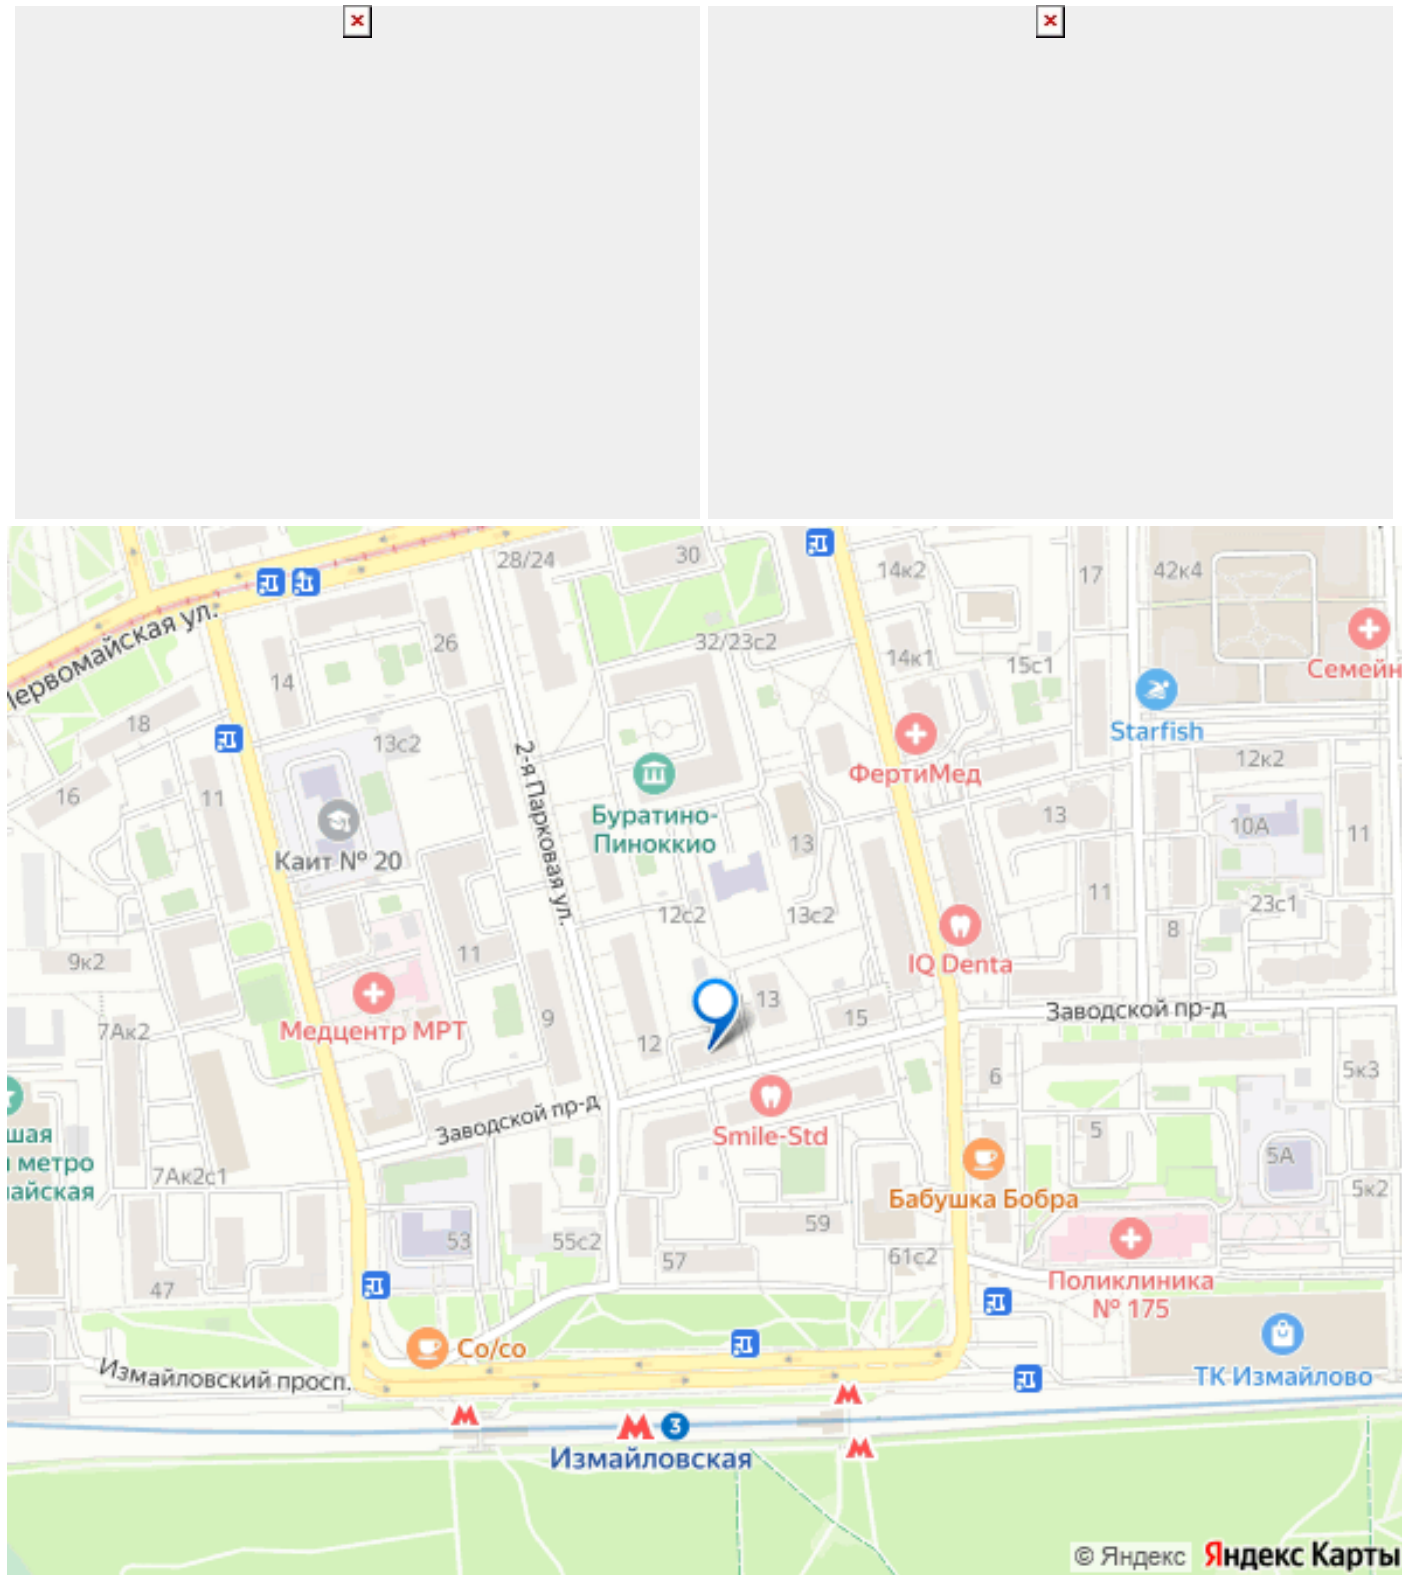 28/24
30
14к2
17
42к4
Первомайская ул.
26
32/23с2
14к1
15с1
Семейн
14
18
Starfish
13с2
2-я Парковая ул.
ФертиМед
12к2
16
11
Буратино-
Пиноккио
13
13
10А
11
Каит № 20
11
12с2
13с2
23с1
8
9к2
11
IQ Denta
13
Заводской пр-д
7Ак2
Медцентр МРТ
9
12
15
6
5к3
Заводской пр-д
Smile-Std
5
шая
метро
айская
5А
7Ак2с1
Бабушка Бобра
5к2
59
53
55с2
57
61с2
47
Поликлиника
№ 175
Co/co
Измайловский просп.
ТК Измайлово
М 3
Измайловская
© Яндекс Яндекс Карты